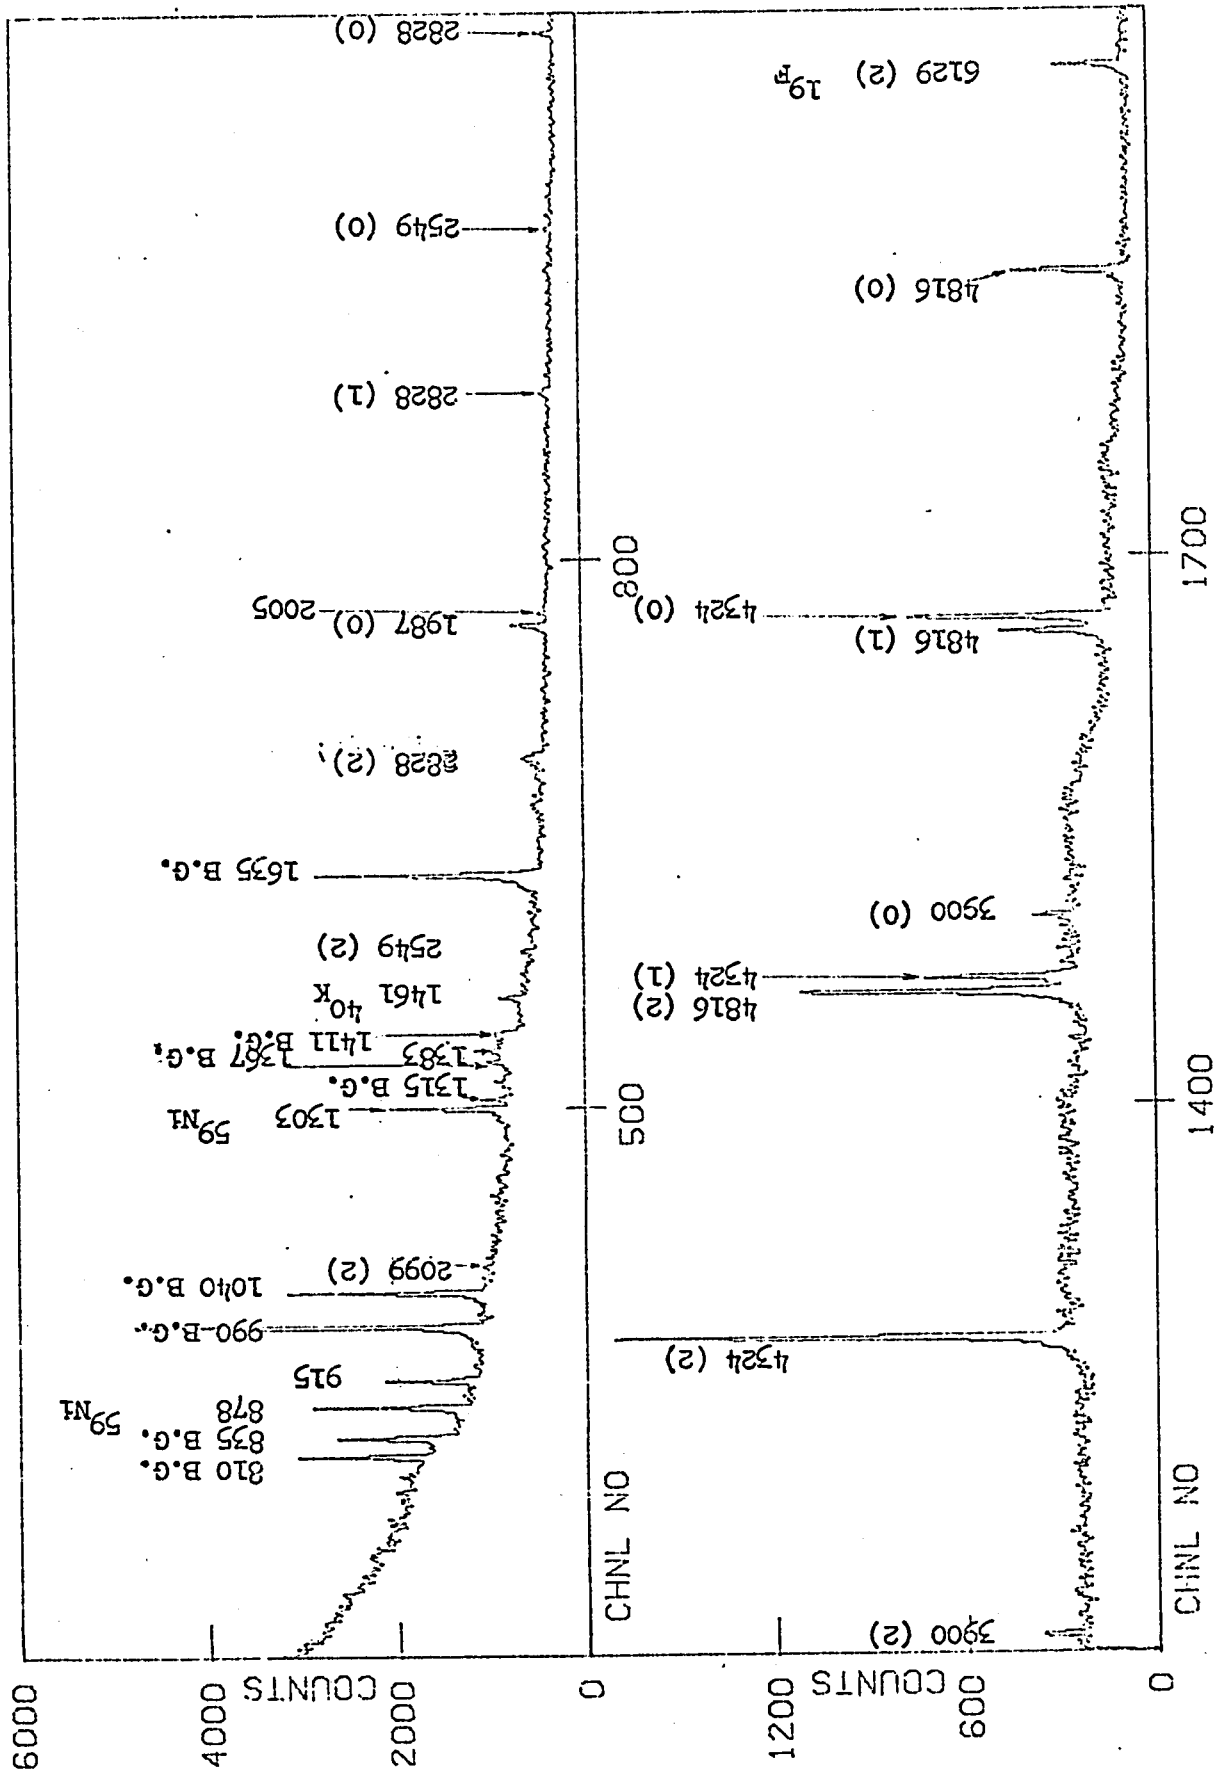 6000
4000
2000
0
COUNTS
CHNL NO
500
800
810 B.G.
835 B.G.
878
59Ni
915
990-B.G.
1040 B.G.
2099 (2)
1303
59Ni
1315 B.G.
1367 B.G.
1383
1411 B.G.
1461
40K
2549 (2)
1635 B.G.
2828 (2)
1987 (0)
2005
2828 (1)
2549 (0)
2828 (0)
1200
600
0
COUNTS
CHNL NO
1400
1700
3900 (2)
4324 (2)
4816 (2)
4324 (1)
3900 (0)
4816 (1)
4324 (0)
4816 (0)
6129 (2)
19F